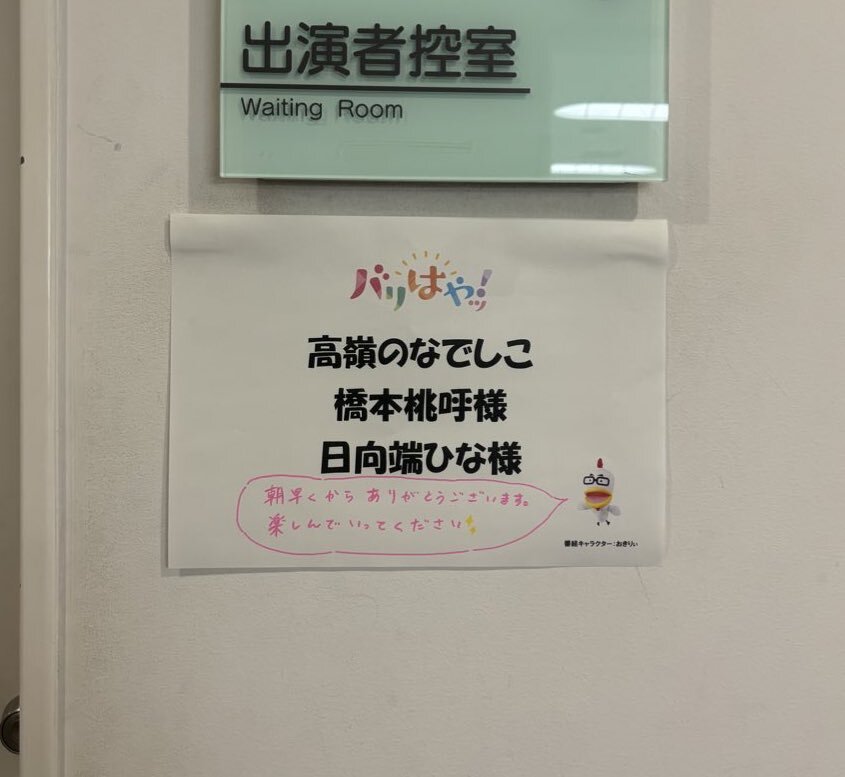 出演者控室
Waiting Room
バリはやッ!
高嶺のなでしこ
橋本桃呼様
日向端ひな様
朝早くから ありがとうございます。
楽しんでいってください
番組キャラクター：おきりぃ